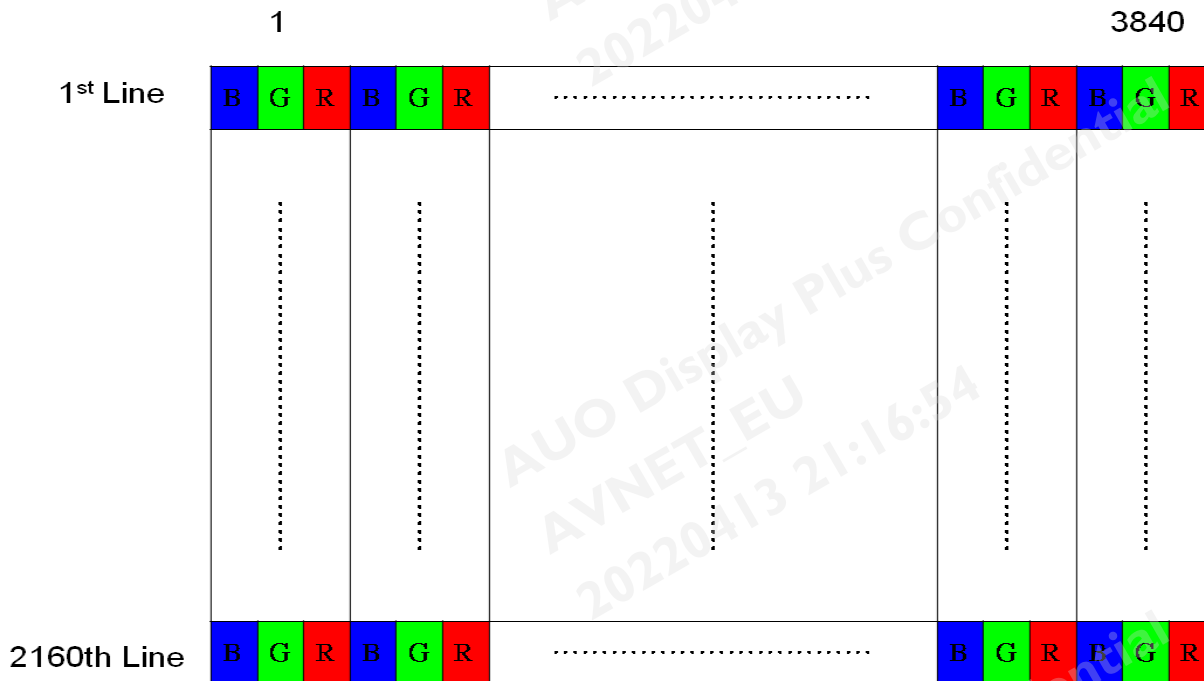 1 3840
1st Line B G R B G R B G R B G R
2160th Line B G R B G R B G R B G R
AUO Display Plus Confidential
AVNET_EU
20220413 21:16:54